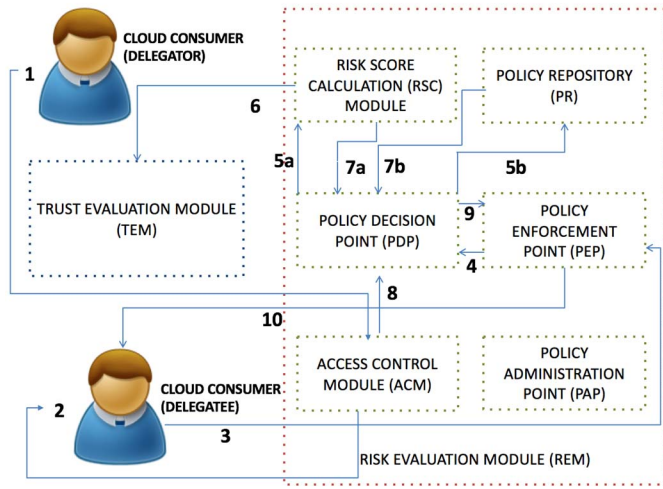 CLOUD CONSUMER
(DELEGATOR)
1
RISK SCORE
CALCULATION (RSC)
MODULE
POLICY REPOSITORY
(PR)
6
5a
7a
7b
5b
TRUST EVALUATION MODULE
(TEM)
POLICY DECISION
POINT (PDP)
9
4
POLICY
ENFORCEMENT
POINT (PEP)
8
10
ACCESS CONTROL
MODULE (ACM)
POLICY
ADMINISTRATION
POINT (PAP)
CLOUD CONSUMER
(DELEGATEE)
2
3
RISK EVALUATION MODULE (REM)